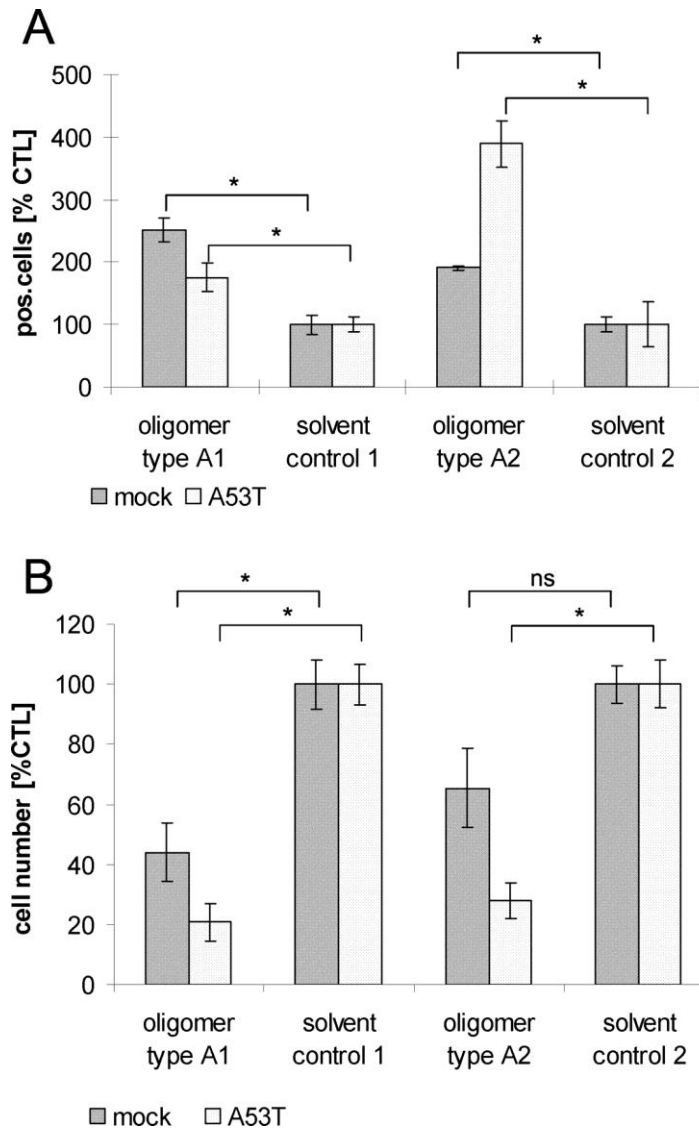 A
*
500
*
pos.cells [% CTL]
400
300
*
*
200
100
0
oligomer solvent oligomer solvent
type A1 control 1 type A2 control 2
mock A53T
B
* ns
* *
120
cell number [%CTL]
100
80
60
40
20
0
oligomer solvent oligomer solvent
type A1 control 1 type A2 control 2
mock A53T